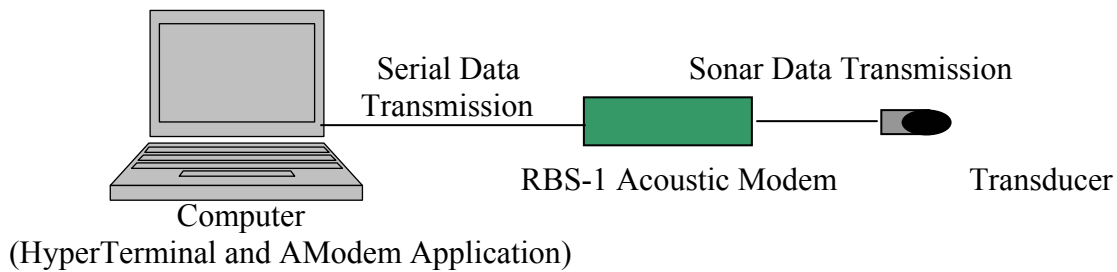 Serial Data
Transmission
Sonar Data Transmission
RBS-1 Acoustic Modem
Transducer
Computer
(HyperTerminal and AModem Application)